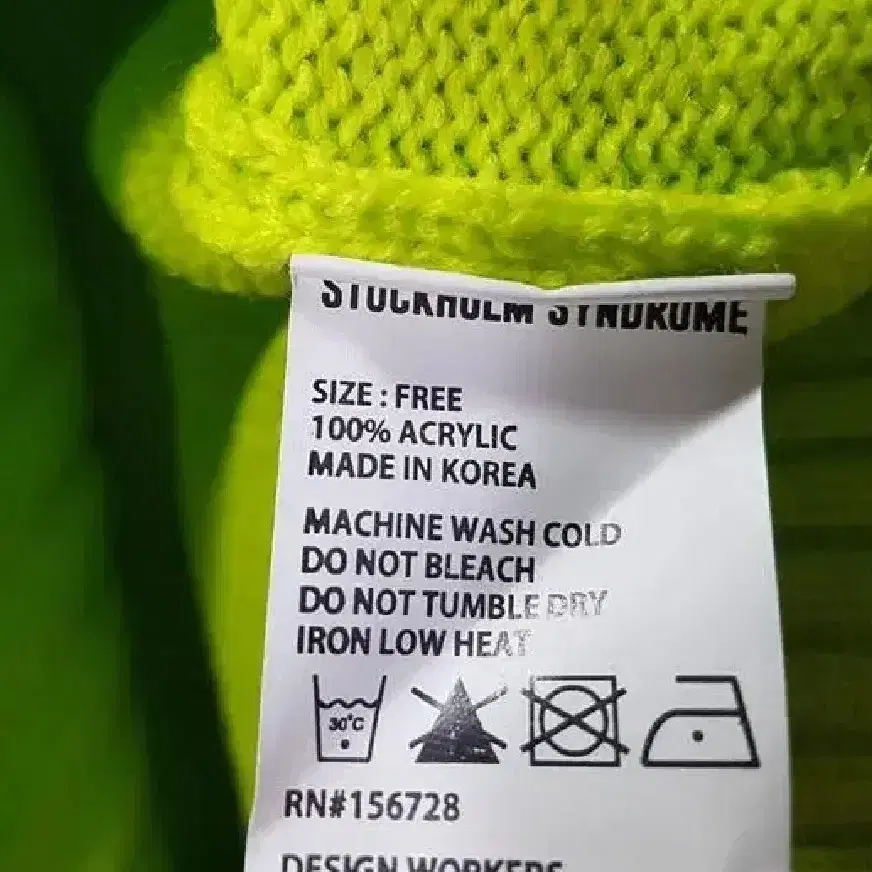 STOCKHOLM SYNDROME
SIZE : FREE
100% ACRYLIC
MADE IN KOREA
MACHINE WASH COLD
DO NOT BLEACH
DO NOT TUMBLE DRY
IRON LOW HEAT
30°C
RN#156728
DESIGN WORKERS